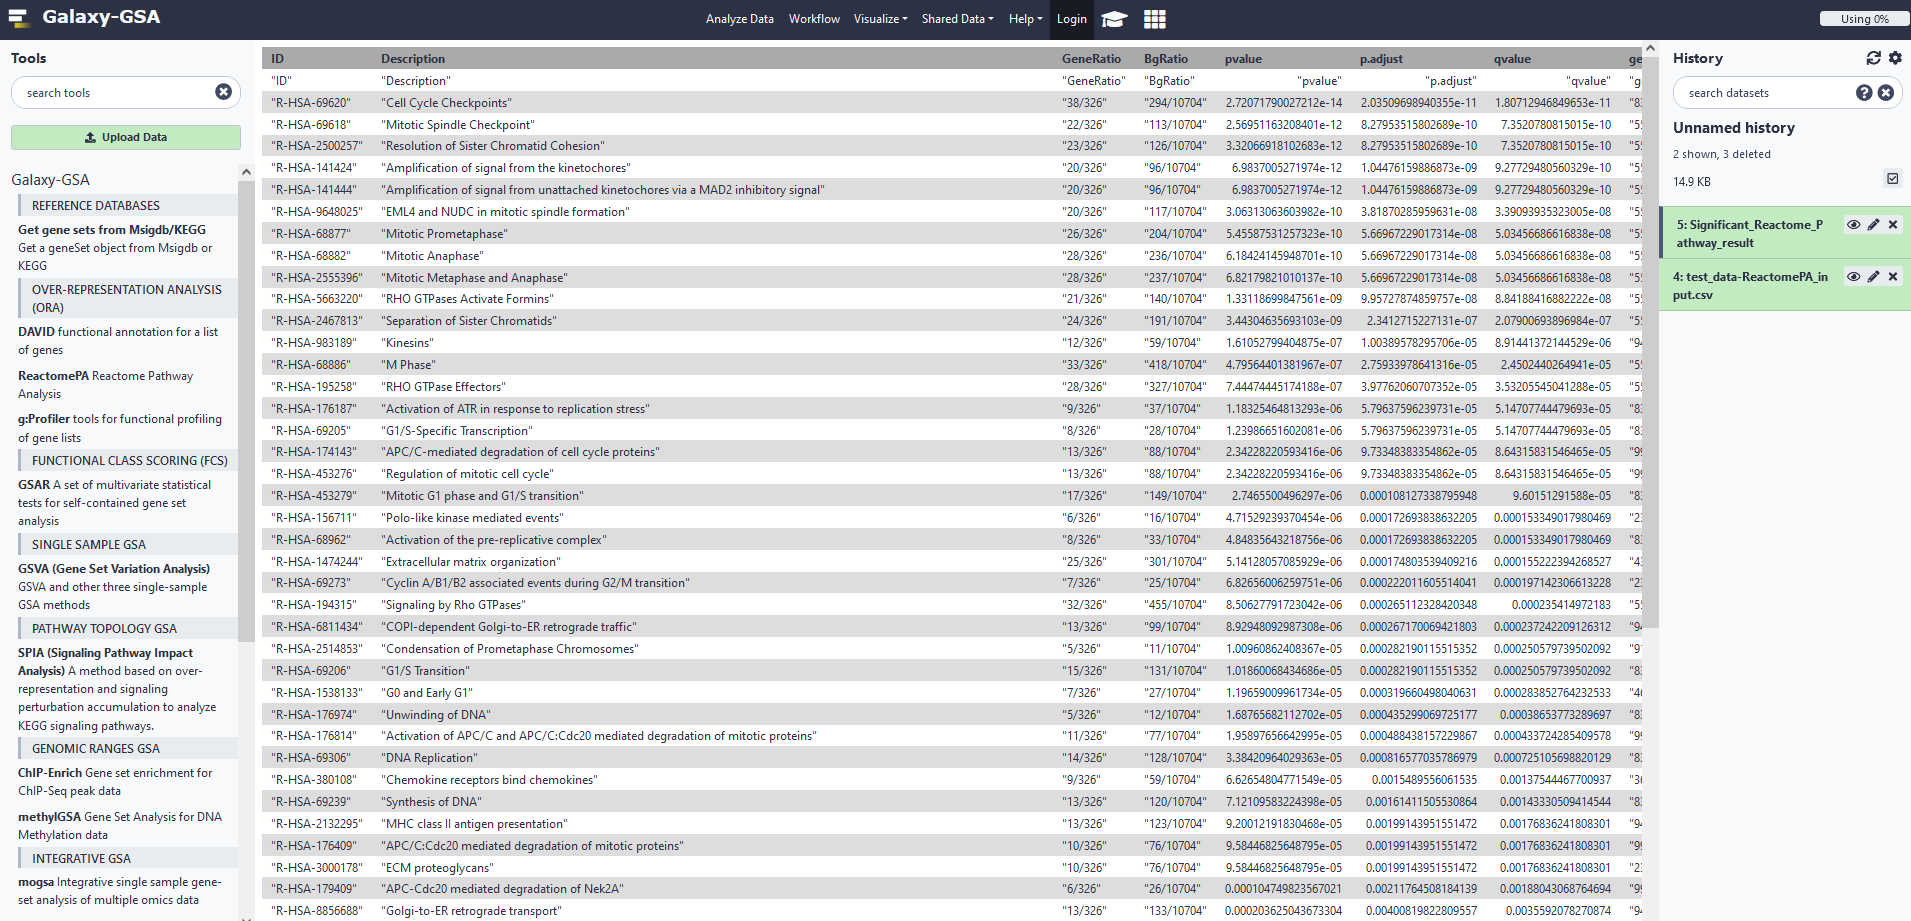 Galaxy-GSA
Analyze Data Workflow Visualize Shared Data Help Login
Using 0%
Tools
search tools
Upload Data
Galaxy-GSA
REFERENCE DATABASES
Get gene sets from Msigdb/KEGG
Get a geneSet object from Msigdb or
KEGG
OVER-REPRESENTATION ANALYSIS
(ORA)
DAVID functional annotation for a list
of genes
ReactomePA Reactome Pathway
Analysis
g:Profiler tools for functional profiling
of gene lists
FUNCTIONAL CLASS SCORING (FCS)
GSAR A set of multivariate statistical
tests for self-contained gene set
analysis
SINGLE SAMPLE GSA
GSVA (Gene Set Variation Analysis)
GSVA and other three single-sample
GSA methods
PATHWAY TOPOLOGY GSA
SPIA (Signaling Pathway Impact
Analysis) A method based on over-
representation and signaling
perturbation accumulation to analyze
KEGG signaling pathways.
GENOMIC RANGES GSA
ChIP-Enrich Gene set enrichment for
ChIP-Seq peak data
methylGSA Gene Set Analysis for DNA
Methylation data
INTEGRATIVE GSA
mogsa Integrative single sample gene-
set analysis of multiple omics data
ID Description GeneRatio BgRatio pvalue p.adjust qvalue ge
"ID" "Description" "GeneRatio" "BgRatio" "pvalue" "p.adjust" "qvalue" "g
"R-HSA-69620" "Cell Cycle Checkpoints" "38/326" "294/10704" 2.72071790027212e-14 2.03509698940355e-11 1.80712946849653e-11 "83
"R-HSA-69618" "Mitotic Spindle Checkpoint" "22/326" "113/10704" 2.56951163208401e-12 8.27953515802689e-10 7.3520780815015e-10 "55
"R-HSA-2500257" "Resolution of Sister Chromatid Cohesion" "23/326" "126/10704" 3.32066918102683e-12 8.27953515802689e-10 7.3520780815015e-10 "55
"R-HSA-141424" "Amplification of signal from the kinetochores" "20/326" "96/10704" 6.9837005271974e-12 1.04476159886873e-09 9.27729480560329e-10 "55
"R-HSA-141444" "Amplification of signal from unattached kinetochores via a MAD2 inhibitory signal" "20/326" "96/10704" 6.9837005271974e-12 1.04476159886873e-09 9.27729480560329e-10 "55
"R-HSA-9648025" "EML4 and NUDC in mitotic spindle formation" "20/326" "117/10704" 3.06313063603982e-10 3.81870285959631e-08 3.39093935323005e-08 "55
"R-HSA-68877" "Mitotic Prometaphase" "26/326" "204/10704" 5.45587531257323e-10 5.66967229017314e-08 5.03456686616838e-08 "55
"R-HSA-68882" "Mitotic Anaphase" "28/326" "236/10704" 6.18424145948701e-10 5.66967229017314e-08 5.03456686616838e-08 "55
"R-HSA-2555396" "Mitotic Metaphase and Anaphase" "28/326" "237/10704" 6.82179821010137e-10 5.66967229017314e-08 5.03456686616838e-08 "55
"R-HSA-5663220" "RHO GTPases Activate Formins" "21/326" "140/10704" 1.33118699847561e-09 9.95727874859757e-08 8.84188416882222e-08 "55
"R-HSA-2467813" "Separation of Sister Chromatids" "24/326" "191/10704" 3.44304635693103e-09 2.3412715227131e-07 2.07900693896984e-07 "55
"R-HSA-983189" "Kinesins" "12/326" "59/10704" 1.61052799404875e-07 1.00389578295706e-05 8.91441372144529e-06 "94
"R-HSA-68886" "M Phase" "33/326" "418/10704" 4.79564401381967e-07 2.75933978641316e-05 2.4502440264941e-05 "55
"R-HSA-195258" "RHO GTPase Effectors" "28/326" "327/10704" 7.44474445174188e-07 3.97762060707352e-05 3.53205545041288e-05 "55
"R-HSA-176187" "Activation of ATR in response to replication stress" "9/326" "37/10704" 1.18325464813293e-06 5.79637596239731e-05 5.14707744479693e-05 "83
"R-HSA-69205" "G1/S-Specific Transcription" "8/326" "28/10704" 1.23986651602081e-06 5.79637596239731e-05 5.14707744479693e-05 "83
"R-HSA-174143" "APC/C-mediated degradation of cell cycle proteins" "13/326" "88/10704" 2.34228220593416e-06 9.73348383354862e-05 8.64315831546465e-05 "99
"R-HSA-453276" "Regulation of mitotic cell cycle" "13/326" "88/10704" 2.34228220593416e-06 9.73348383354862e-05 8.64315831546465e-05 "99
"R-HSA-453279" "Mitotic G1 phase and G1/S transition" "17/326" "149/10704" 2.7465500496297e-06 0.000108127338795948 9.60151291588e-05 "83
"R-HSA-156711" "Polo-like kinase mediated events" "6/326" "16/10704" 4.71529239370454e-06 0.000172693838632205 0.000153349017980469 "23
"R-HSA-68962" "Activation of the pre-replicative complex" "8/326" "33/10704" 4.84835643218756e-06 0.000172693838632205 0.000153349017980469 "83
"R-HSA-1474244" "Extracellular matrix organization" "25/326" "301/10704" 5.14128057085929e-06 0.000174803539409216 0.000155222394268527 "43
"R-HSA-69273" "Cyclin A/B1/B2 associated events during G2/M transition" "7/326" "25/10704" 6.82656006259751e-06 0.000222011605514041 0.000197142306613228 "23
"R-HSA-194315" "Signaling by Rho GTPases" "32/326" "455/10704" 8.50627791723042e-06 0.000265112328420348 0.000235414972183 "55
"R-HSA-6811434" "COPI-dependent Golgi-to-ER retrograde traffic" "13/326" "99/10704" 8.92948092987308e-06 0.000267170069421803 0.000237242209126312 "94
"R-HSA-2514853" "Condensation of Prometaphase Chromosomes" "5/326" "11/10704" 1.00960862408367e-05 0.000282190115515352 0.000250579739502092 "91
"R-HSA-69206" "G1/S Transition" "15/326" "131/10704" 1.01860068434686e-05 0.000282190115515352 0.000250579739502092 "83
"R-HSA-1538133" "G0 and Early G1" "7/326" "27/10704" 1.19659009961734e-05 0.000319660498040631 0.000283852764232533 "46
"R-HSA-176974" "Unwinding of DNA" "5/326" "12/10704" 1.68765682112702e-05 0.000435299069725177 0.00038653773289697 "83
"R-HSA-176814" "Activation of APC/C and APC/C:Cdc20 mediated degradation of mitotic proteins" "11/326" "77/10704" 1.95897656642995e-05 0.000488438157229867 0.000433724285409578 "99
"R-HSA-69306" "DNA Replication" "14/326" "128/10704" 3.38420964029363e-05 0.000816577035786979 0.000725105698820129 "83
"R-HSA-380108" "Chemokine receptors bind chemokines" "9/326" "59/10704" 6.62654804771549e-05 0.0015489556061535 0.00137544467700937 "36
"R-HSA-69239" "Synthesis of DNA" "13/326" "120/10704" 7.12109583224398e-05 0.00161411505530864 0.00143330509414544 "83
"R-HSA-2132295" "MHC class II antigen presentation" "13/326" "123/10704" 9.20012191830468e-05 0.00199143951551472 0.00176836241808301 "94
"R-HSA-176409" "APC/C:Cdc20 mediated degradation of mitotic proteins" "10/326" "76/10704" 9.58446825648795e-05 0.00199143951551472 0.00176836241808301 "99
"R-HSA-3000178" "ECM proteoglycans" "10/326" "76/10704" 9.58446825648795e-05 0.00199143951551472 0.00176836241808301 "23
"R-HSA-179409" "APC-Cdc20 mediated degradation of Nek2A" "6/326" "26/10704" 0.000104749823567021 0.00211764508184139 0.00188043068764694 "99
"R-HSA-8856688" "Golgi-to-ER retrograde transport" "13/326" "133/10704" 0.000203625043673304 0.00400819822809557 0.0035592078270874 "94
History
search datasets
Unnamed history
2 shown, 3 deleted
14.9 KB
5: Significant_Reactome_P
athway_result
4: test_data-ReactomePA_in
put.csv